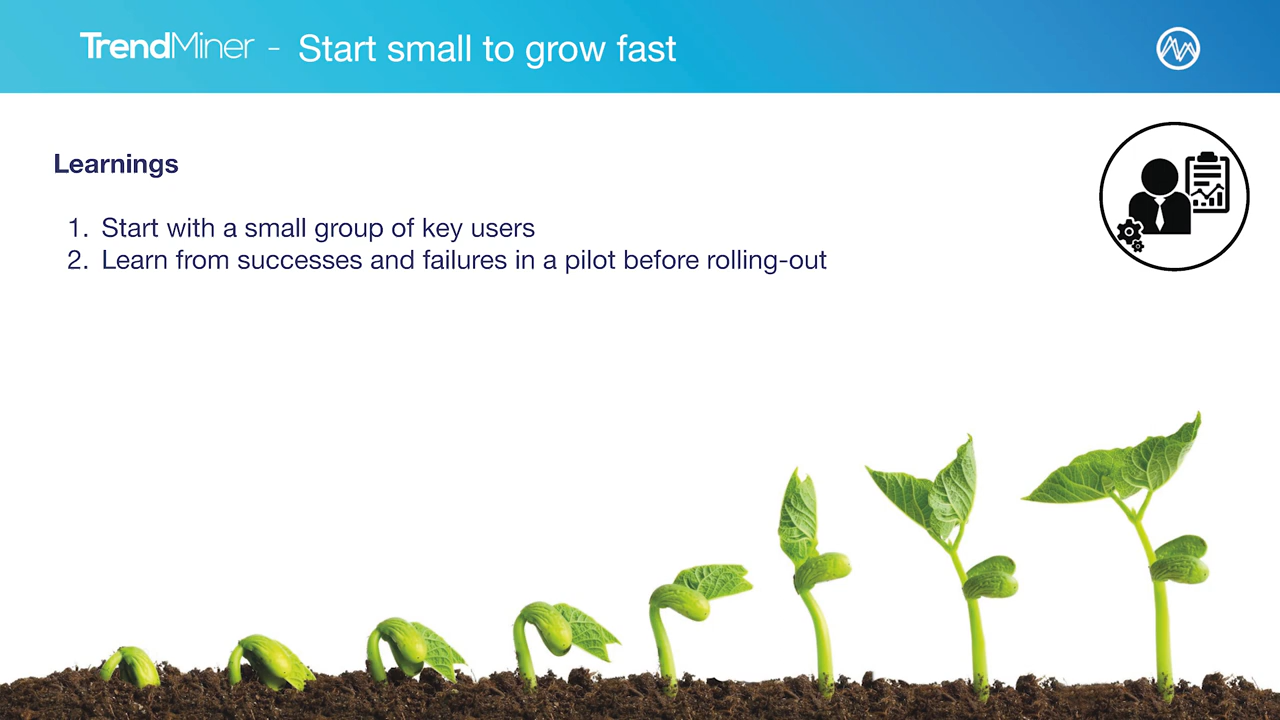 TrendMiner - Start small to grow fast
Learnings
1. Start with a small group of key users
2. Learn from successes and failures in a pilot before rolling-out